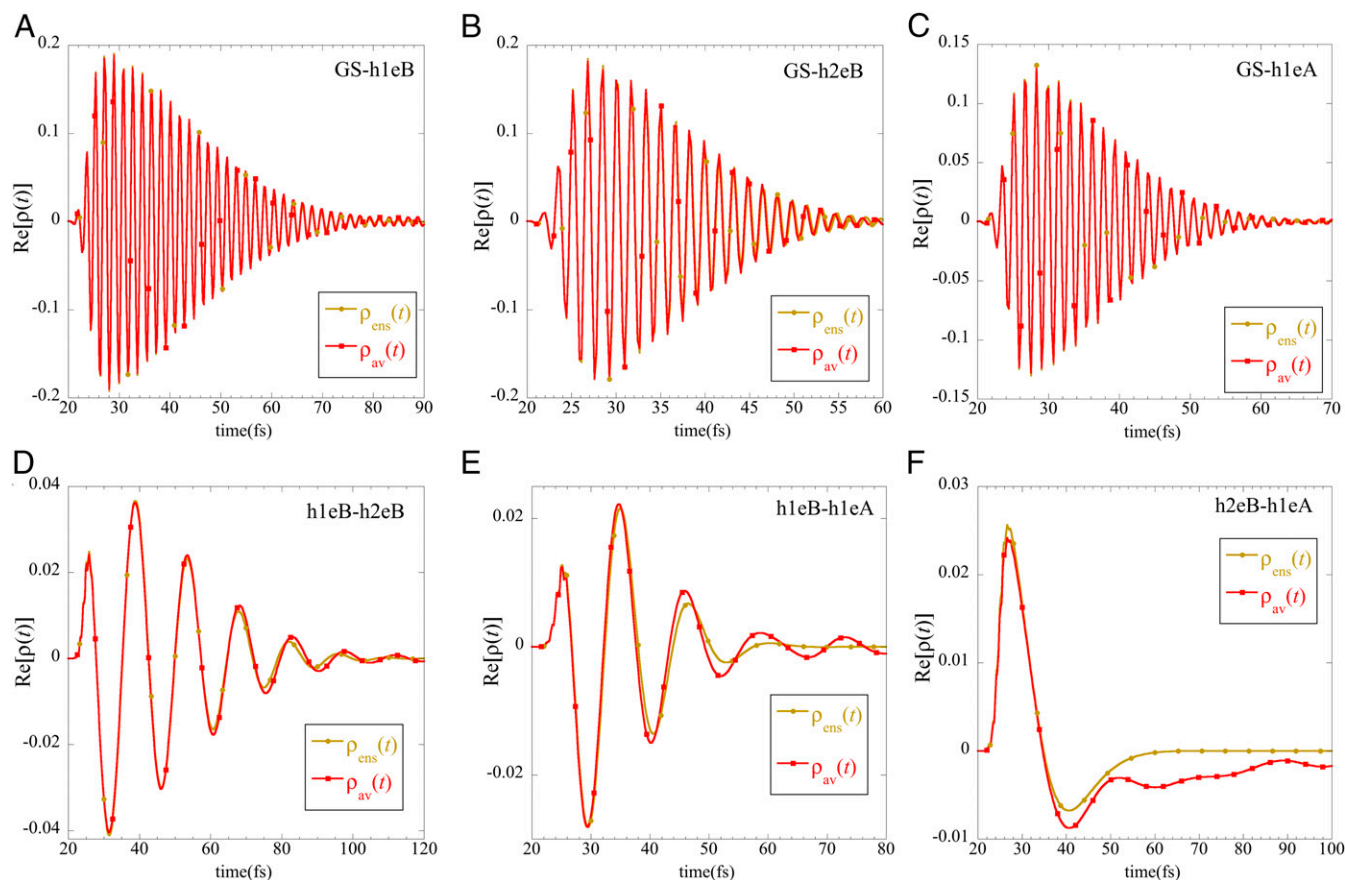 A
B
C
0.2
0.1
0
-0.1
-0.2
Re[ρ(t)]
GS-h1eB
ρens(t)
ρav(t)
20 30 40 50 60 70 80 90
time(fs)
0.2
0.1
0
-0.1
-0.2
Re[ρ(t)]
GS-h2eB
ρens(t)
ρav(t)
20 25 30 35 40 45 50 55 60
time(fs)
0.15
0.1
0.05
0
-0.05
-0.1
-0.15
Re[ρ(t)]
GS-h1eA
ρens(t)
ρav(t)
20 30 40 50 60 70
time(fs)
D
E
F
0.04
0.02
0
-0.02
-0.04
Re[ρ(t)]
h1eB-h2eB
ρens(t)
ρav(t)
20 40 60 80 100 120
time(fs)
0.02
0
-0.02
Re[ρ(t)]
h1eB-h1eA
ρens(t)
ρav(t)
20 30 40 50 60 70 80
time(fs)
0.03
0.02
0.01
0
-0.01
Re[ρ(t)]
h2eB-h1eA
ρens(t)
ρav(t)
20 30 40 50 60 70 80 90 100
time(fs)